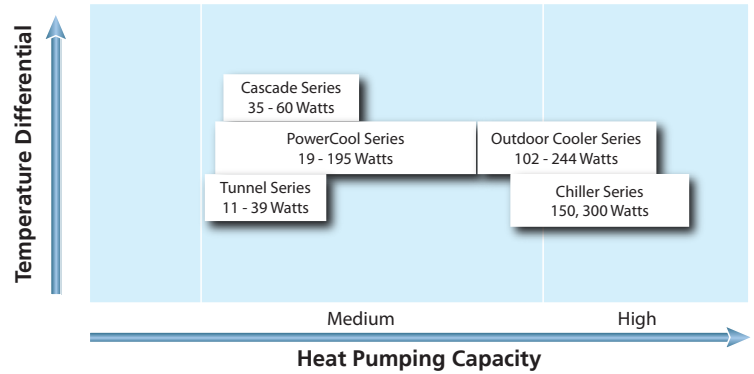 Temperature Differential
Cascade Series
35 - 60 Watts
PowerCool Series
19 - 195 Watts
Outdoor Cooler Series
102 - 244 Watts
Tunnel Series
11 - 39 Watts
Chiller Series
150, 300 Watts
Medium
High
Heat Pumping Capacity